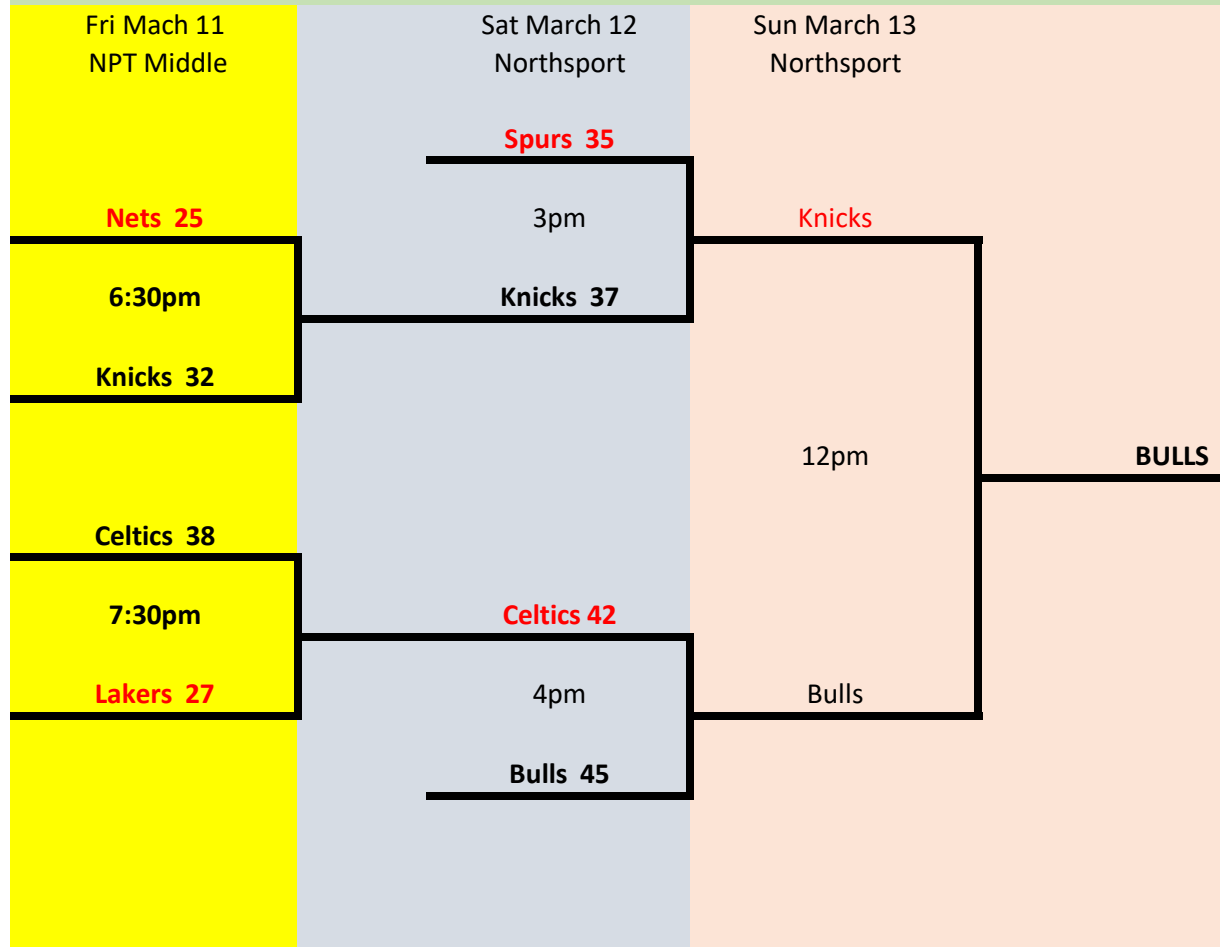 Fri Mach 11
NPT Middle
Sat March 12
Northsport
Sun March 13
Northsport
Spurs  35
Nets  25
3pm
Knicks
6:30pm
Knicks  37
Knicks  32
12pm
BULLS
Celtics  38
7:30pm
Celtics 42
Lakers  27
4pm
Bulls
Bulls  45